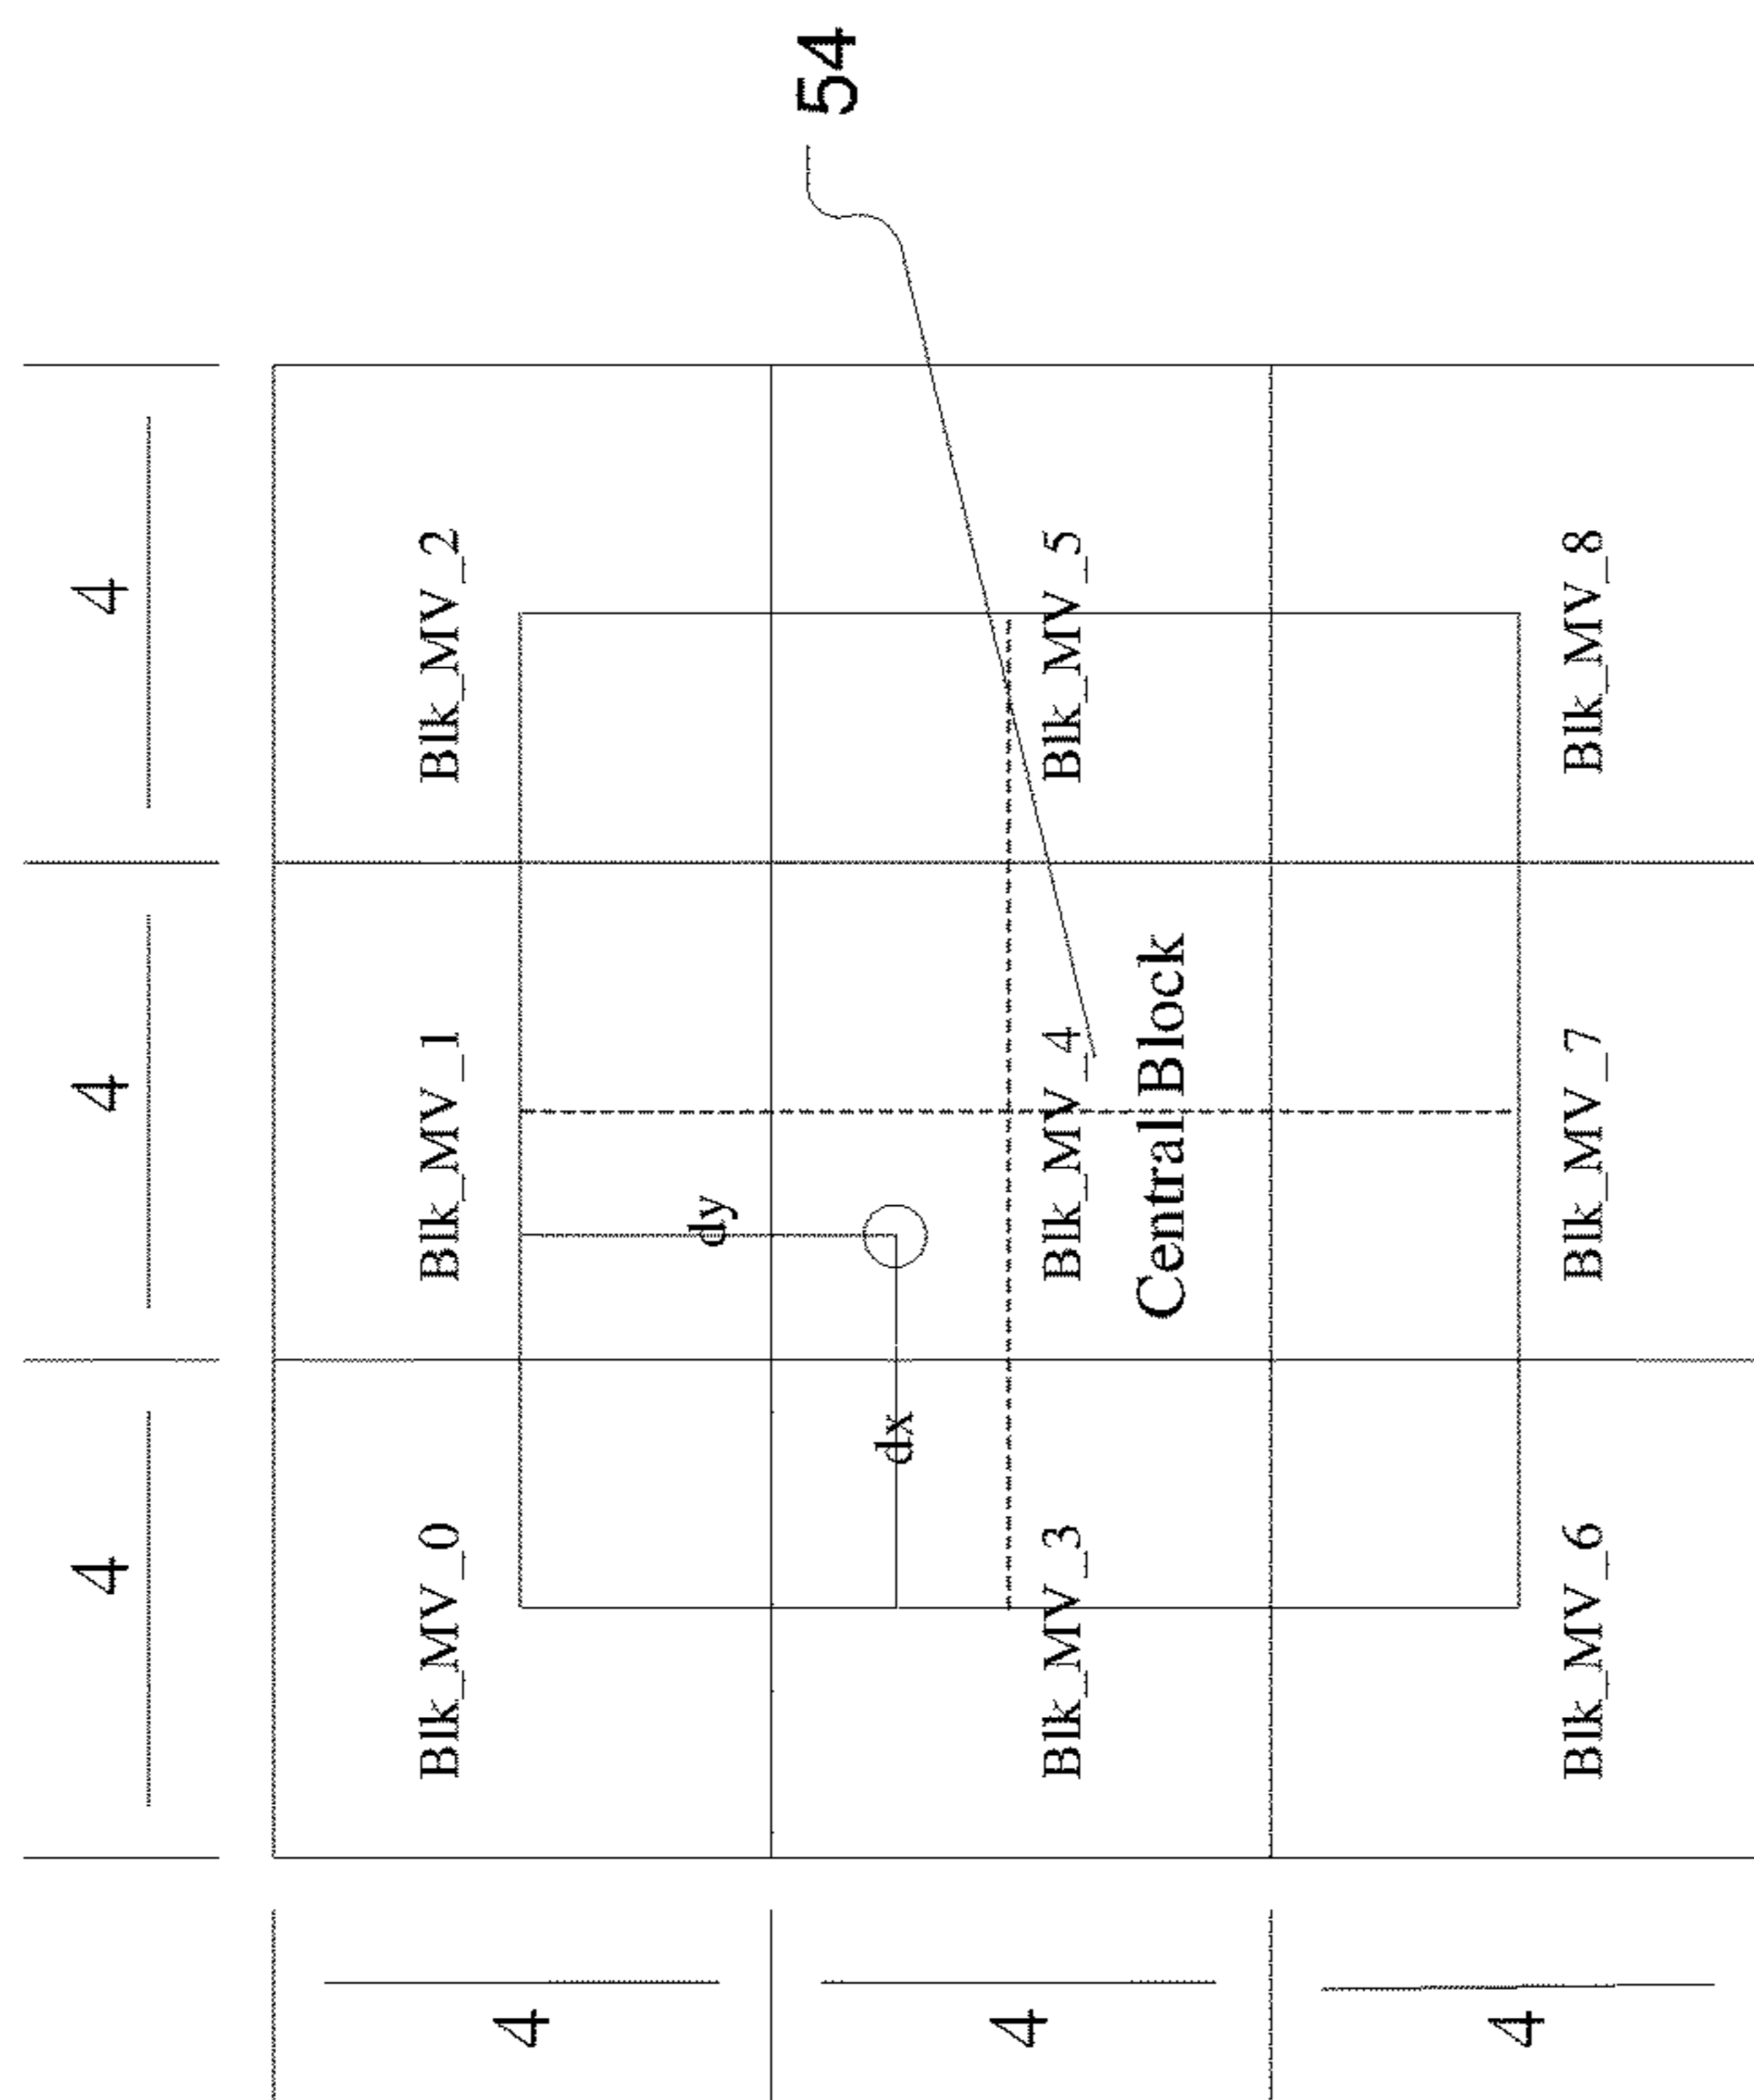 4 4 4
Blk_MV_0 Blk_MV_1 Blk_MV_2
4
dy
54
dx
4
Blk_MV_3 Blk_MV_4 Blk_MV_5
Central Block
4
Blk_MV_6 Blk_MV_7 Blk_MV_8